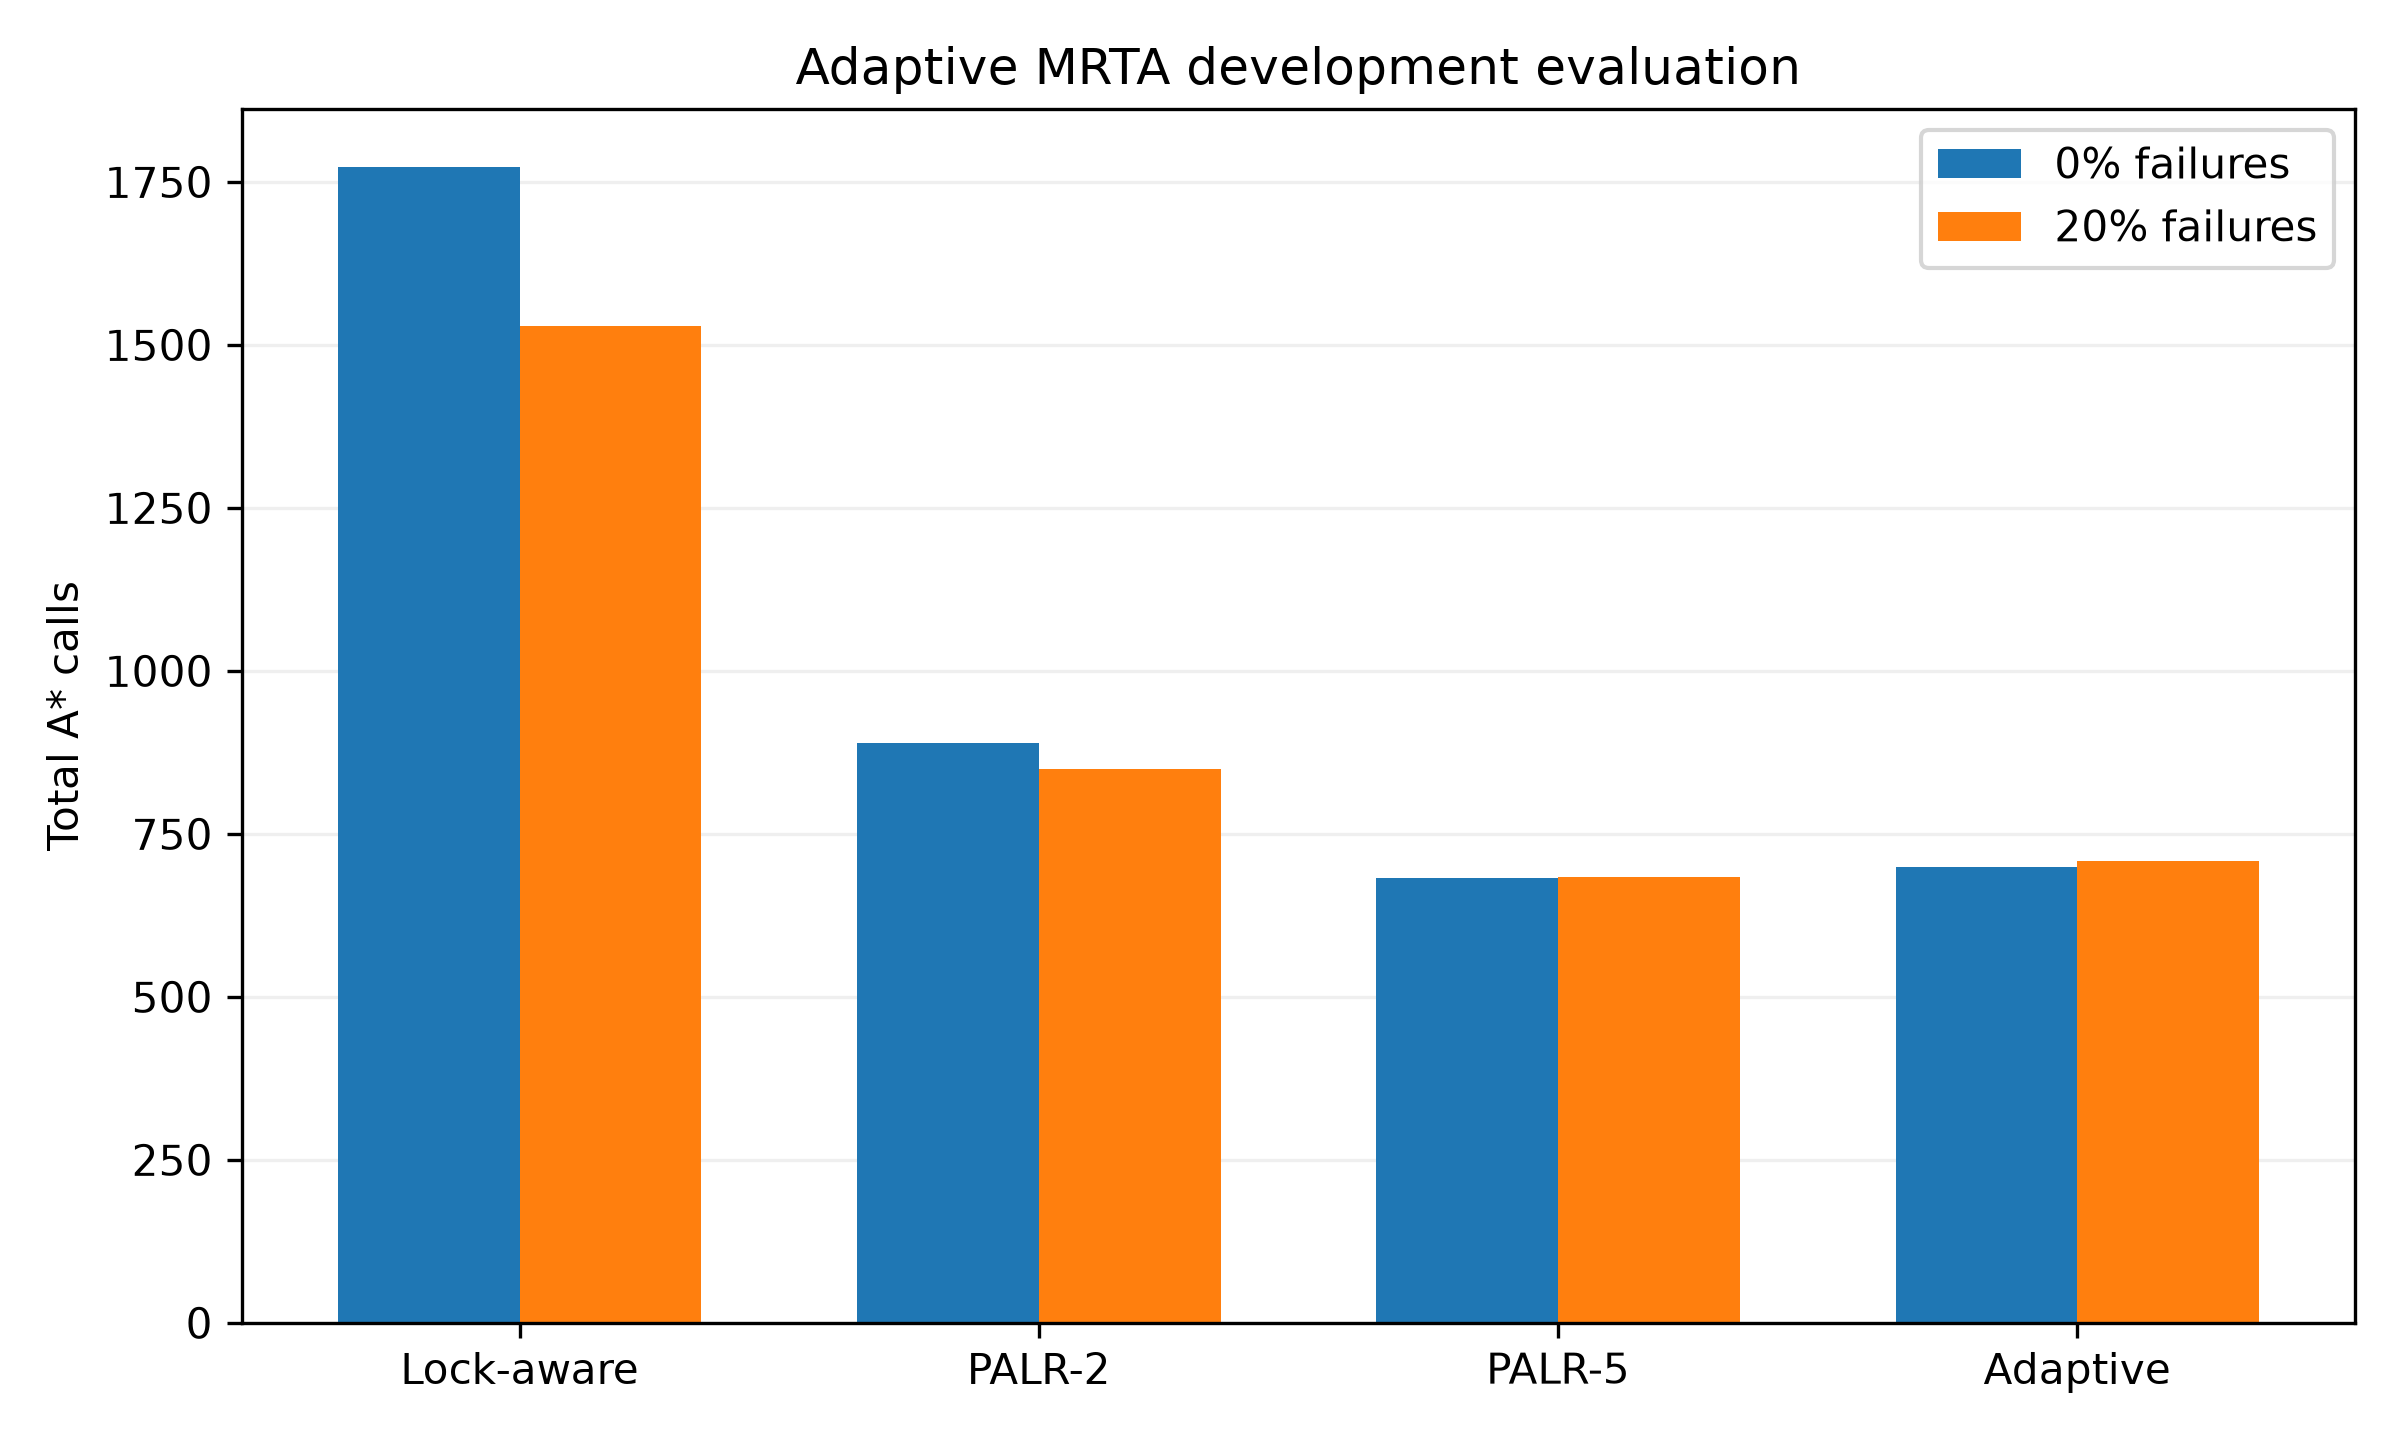 Adaptive MRTA development evaluation
0% failures
20% failures
Total A* calls
1750
1500
1250
1000
750
500
250
0
Lock-aware
PALR-2
PALR-5
Adaptive